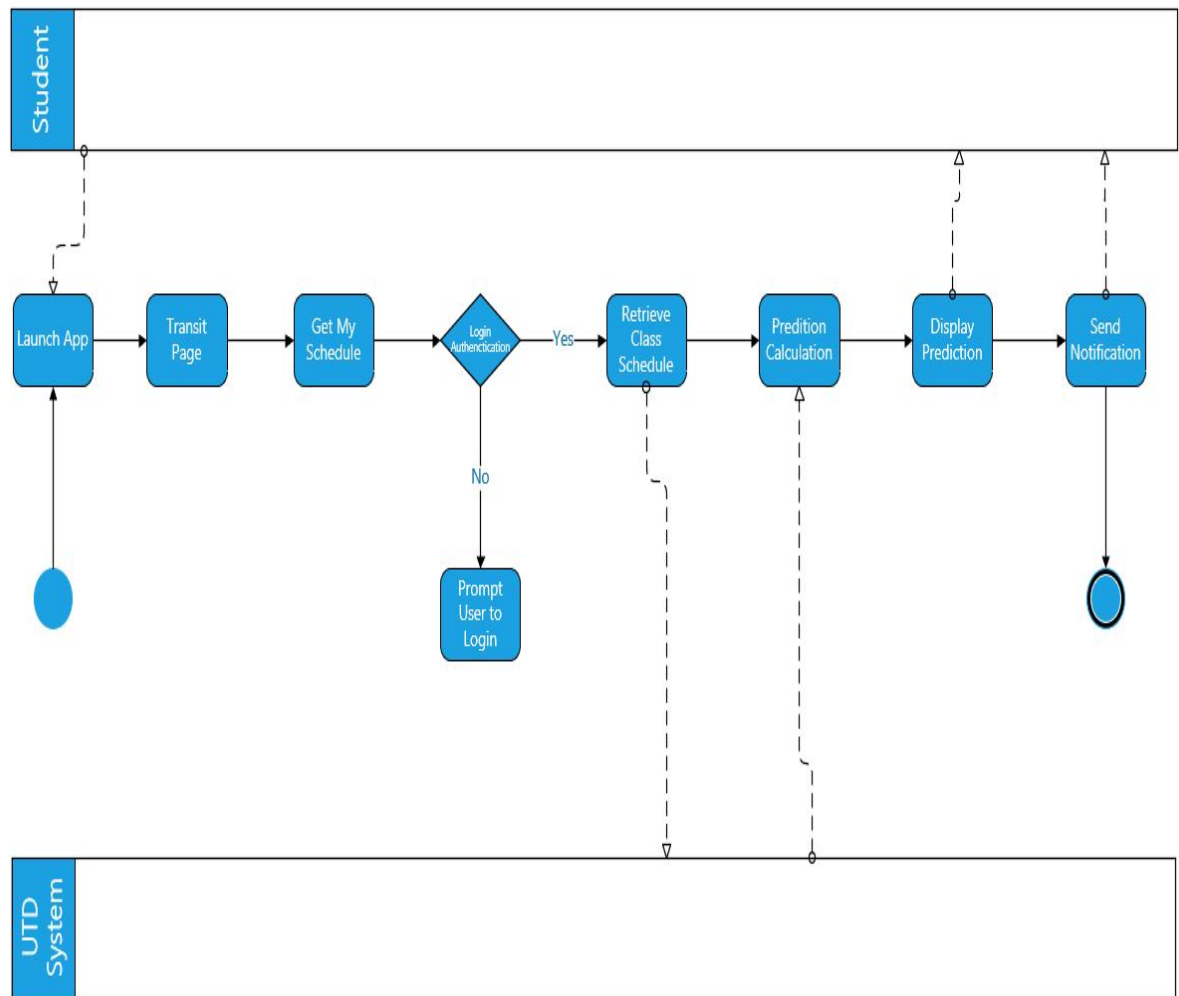 Student
Launch App
Transit
Page
Get My
Schedule
Login
Authenctication
Yes
Retrieve
Class
Schedule
Predition
Calculation
Display
Prediction
Send
Notification
No
Prompt
User to
Login
UTD
System